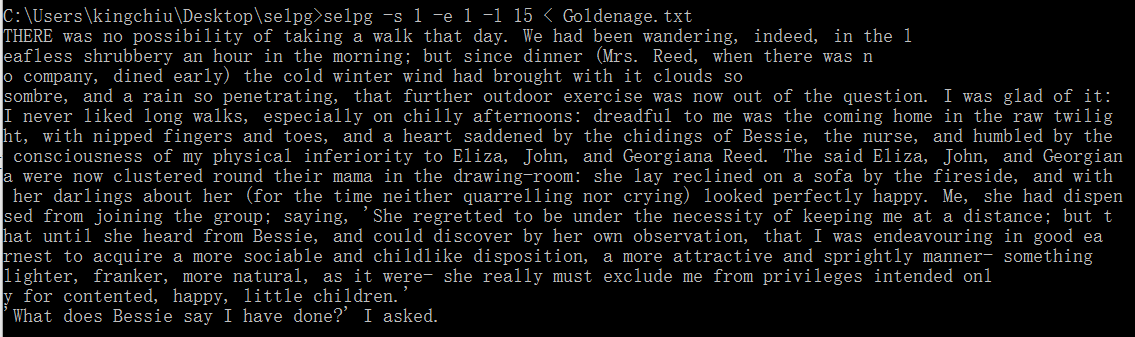 C:\Users\kingchiu\Desktop\selpg>selpg -s 1 -e 1 -l 15 < Goldenage.txt
THERE was no possibility of taking a walk that day. We had been wandering, indeed, in the l
eafless shrubbery an hour in the morning; but since dinner (Mrs. Reed, when there was n
o company, dined early) the cold winter wind had brought with it clouds so
sombre, and a rain so penetrating, that further outdoor exercise was now out of the question. I was glad of it:
I never liked long walks, especially on chilly afternoons: dreadful to me was the coming home in the raw twilig
ht, with nipped fingers and toes, and a heart saddened by the chidings of Bessie, the nurse, and humbled by the
 consciousness of my physical inferiority to Eliza, John, and Georgiana Reed. The said Eliza, John, and Georgian
a were now clustered round their mama in the drawing-room: she lay reclined on a sofa by the fireside, and with
 her darlings about her (for the time neither quarrelling nor crying) looked perfectly happy. Me, she had dispen
sed from joining the group; saying, 'She regretted to be under the necessity of keeping me at a distance; but t
hat until she heard from Bessie, and could discover by her own observation, that I was endeavouring in good ea
rnest to acquire a more sociable and childlike disposition, a more attractive and sprightly manner- something
lighter, franker, more natural, as it were- she really must exclude me from privileges intended onl
y for contented, happy, little children.'
'What does Bessie say I have done?' I asked.